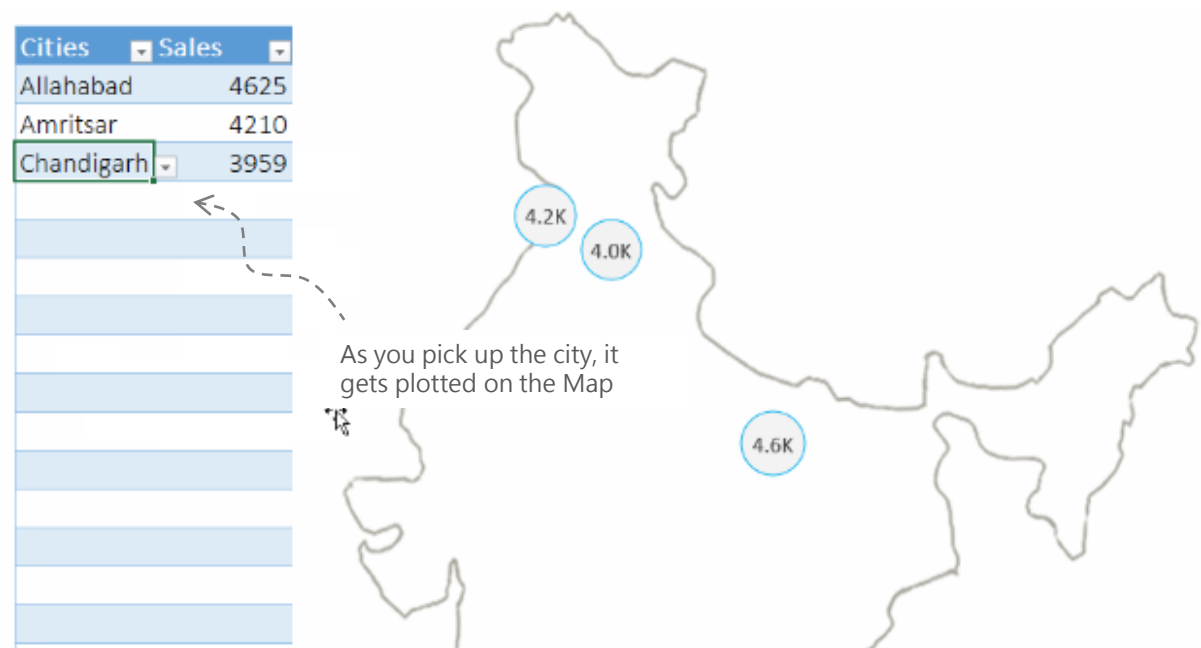 Cities Sales
Allahabad 4625
Amritsar 4210
Chandigarh 3959
4.2K
4.0K
As you pick up the city, it
gets plotted on the Map
4.6K